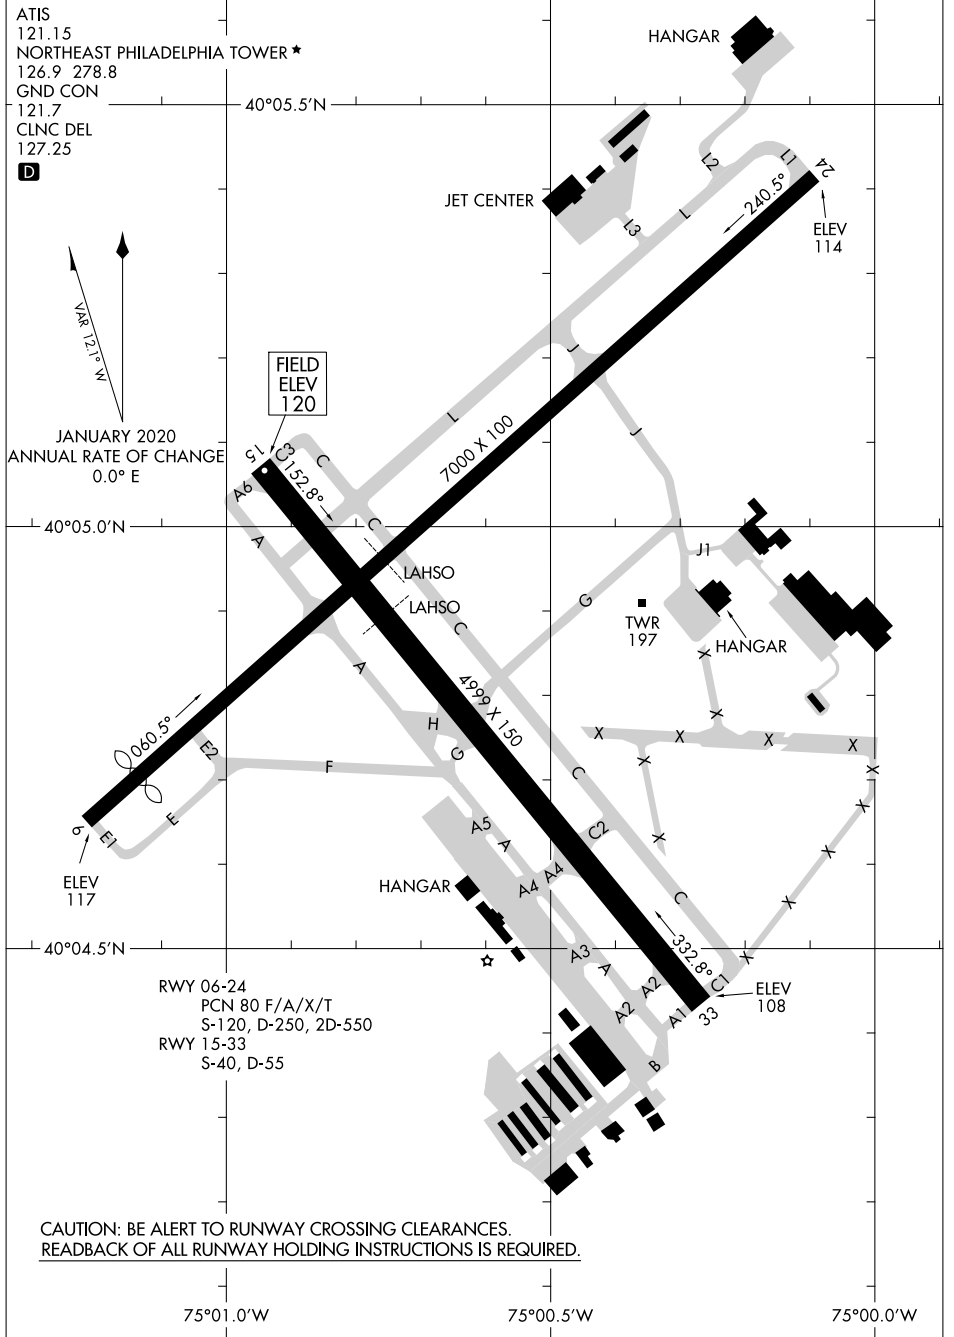 ATIS
121.15
NORTHEAST PHILADELPHIA TOWER ★
126.9 278.8
GND CON
121.7
CLNC DEL
127.25
D
HANGAR
40°05.5'N
JET CENTER
L2
L1
24
L
L3
240.5°
ELEV
114
VAR 12.1° W
JANUARY 2020
ANNUAL RATE OF CHANGE
0.0° E
FIELD
ELEV
120
J
L
J
7000 X 100
15
C3
C
152.8°
A6
C
40°05.0'N
A
J1
LAHSO
LAHSO
G
TWR
197
HANGAR
C
A
X
4999 X 150
X
H
G
060.5°
E2
F
X
X
X
X
X
X
C
X
E
E1
6
A5
A
C2
X
X
ELEV
117
HANGAR
A4
A4
C
X
X
40°04.5'N
A3
A
332.8°
X
A2
A2
C1
A1
33
ELEV
108
B
RWY 06-24
PCN 80 F/A/X/T
S-120, D-250, 2D-550
RWY 15-33
S-40, D-55
CAUTION: BE ALERT TO RUNWAY CROSSING CLEARANCES.
READBACK OF ALL RUNWAY HOLDING INSTRUCTIONS IS REQUIRED.
75°01.0'W
75°00.5'W
75°00.0'W